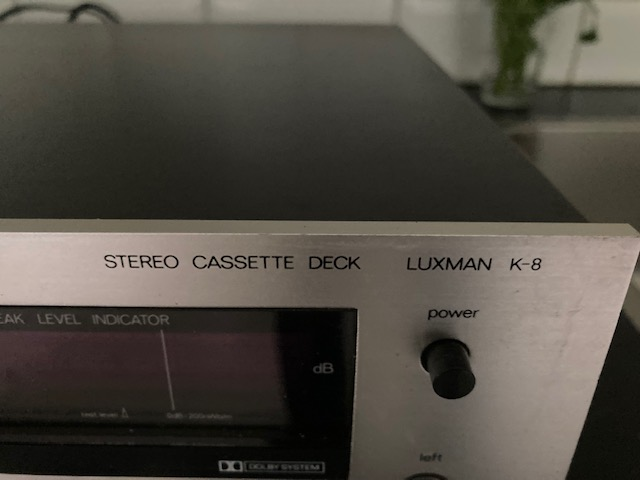 STEREO CASSETTE DECK LUXMAN K-8
EAK LEVEL INDICATOR
power
dB
DOLBY SYSTEM
left